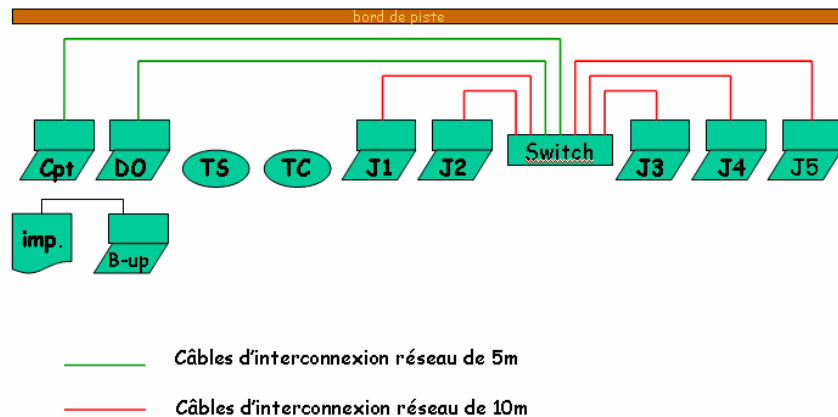 bord de piste
Cpt DO TS TC J1 J2 Switch J3 J4 J5
imp. B-up
Câbles d'interconnexion réseau de 5m
Câbles d'interconnexion réseau de 10m